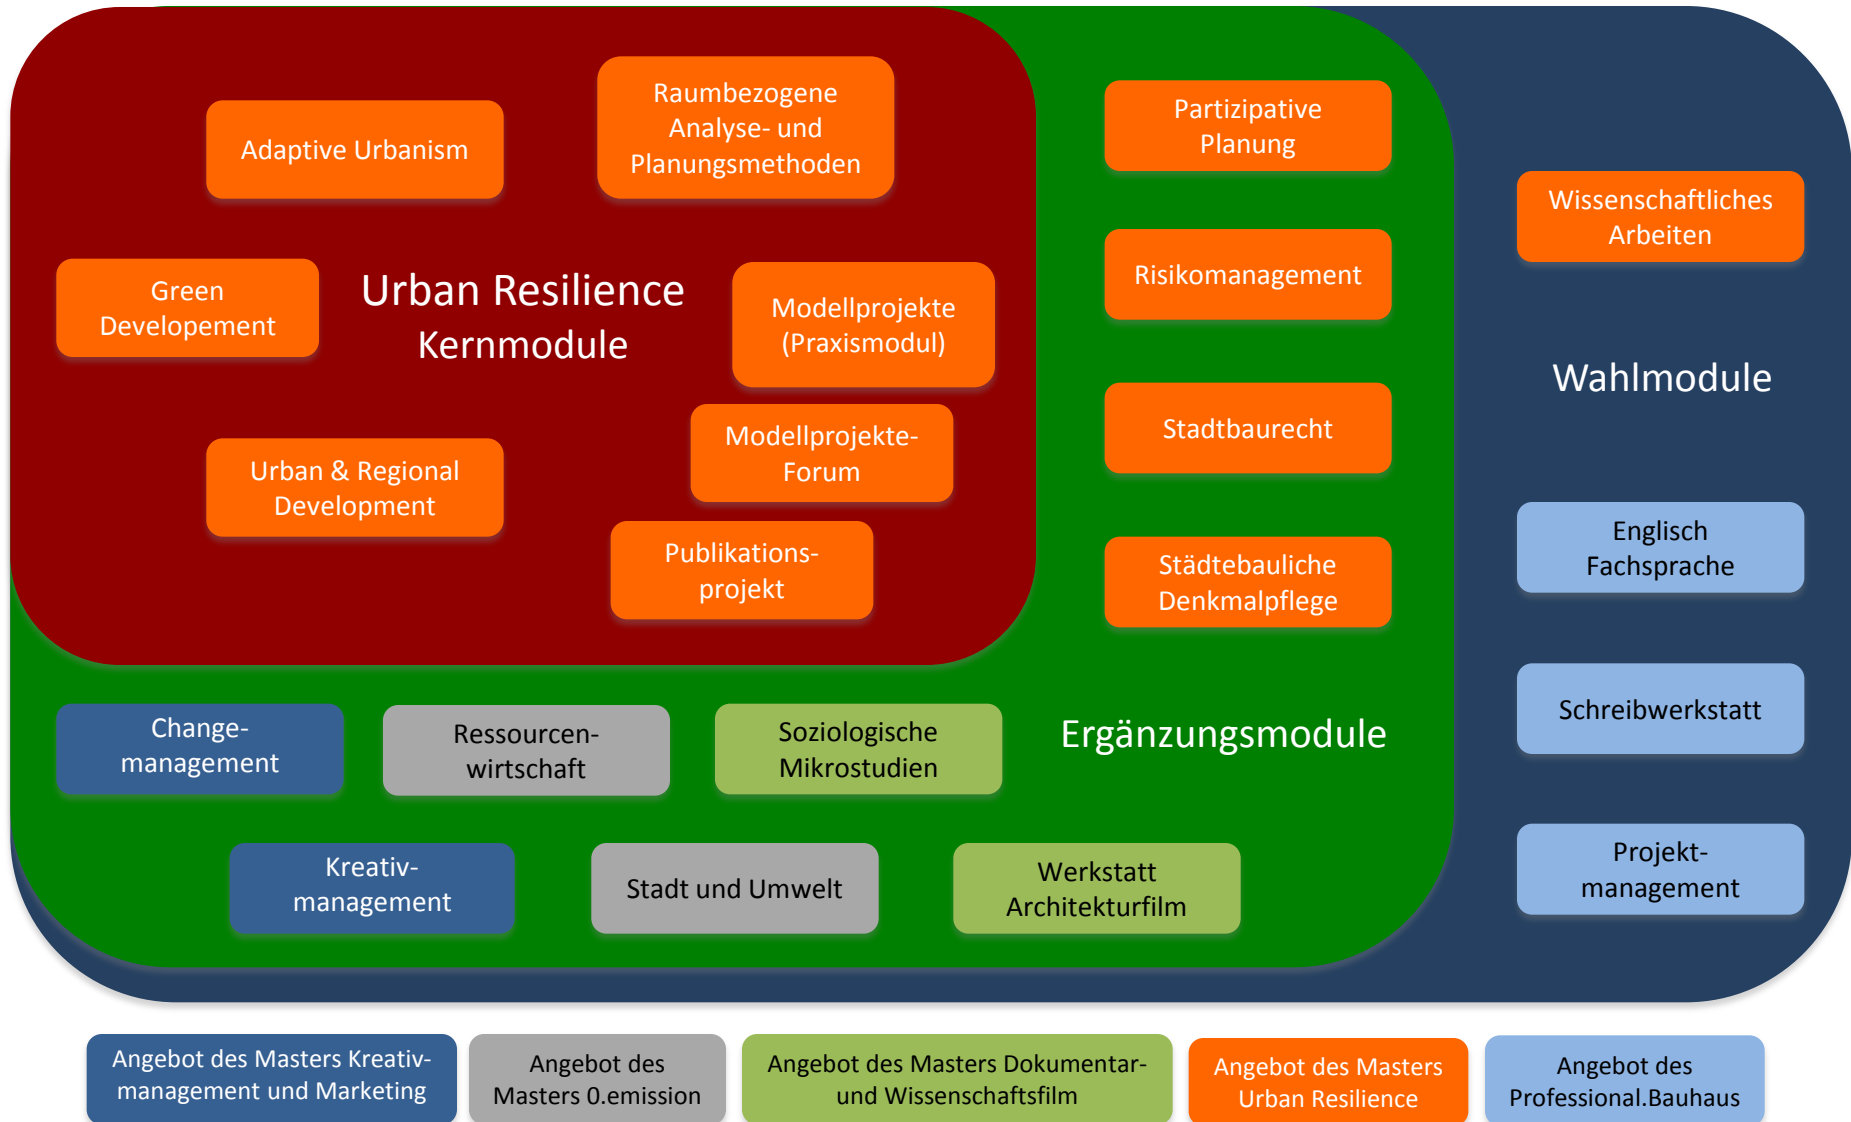 Adaptive Urbanism
Raumbezogene
Analyse- und
Planungsmethoden
Green
Developement
Urban Resilience
Kernmodule
Modellprojekte
(Praxismodul)
Urban & Regional
Development
Modellprojekte-
Forum
Publikations-
projekt
Partizipative
Planung
Risikomanagement
Stadtbaurecht
Städtebauliche
Denkmalpflege
Change-
management
Ressourcen-
wirtschaft
Soziologische
Mikrostudien
Ergänzungsmodule
Kreativ-
management
Stadt und Umwelt
Werkstatt
Architekturfilm
Wissenschaftliches
Arbeiten
Wahlmodule
Englisch
Fachsprache
Schreibwerkstatt
Projekt-
management
Angebot des Masters Kreativ-
management und Marketing
Angebot des
Masters 0.emission
Angebot des Masters Dokumentar-
und Wissenschaftsfilm
Angebot des Masters
Urban Resilience
Angebot des
Professional.Bauhaus